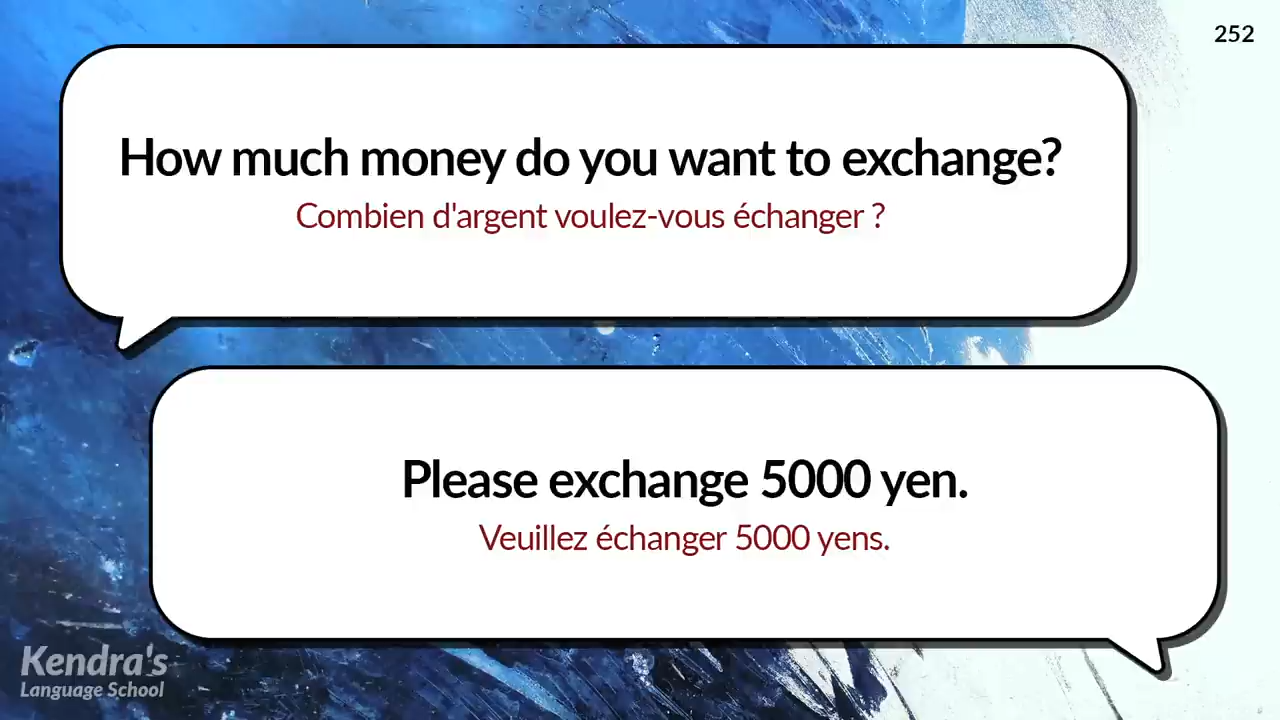 252
How much money do you want to exchange?
Combien d'argent voulez-vous échanger ?
Please exchange 5000 yen.
Veuillez échanger 5000 yens.
Kendra's
Language School